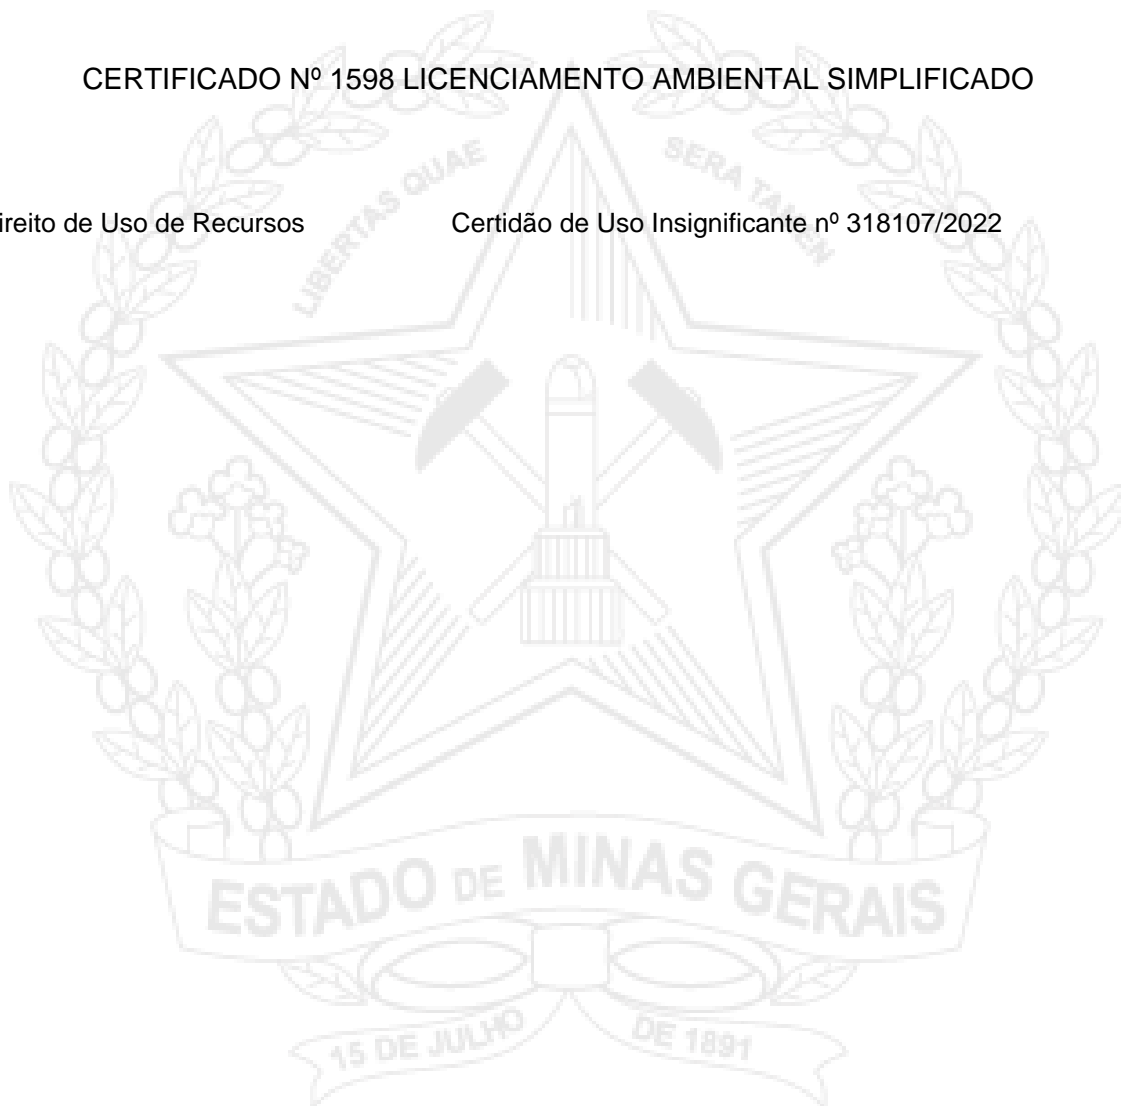 CERTIFICADO Nº 1598 LICENCIAMENTO AMBIENTAL SIMPLIFICADO
LIBERTAS QUAE SERA TAMEN
ireito de Uso de Recursos Certidão de Uso Insignificante nº 318107/2022
ESTADO DE MINAS GERAIS
15 DE JULHO DE 1891